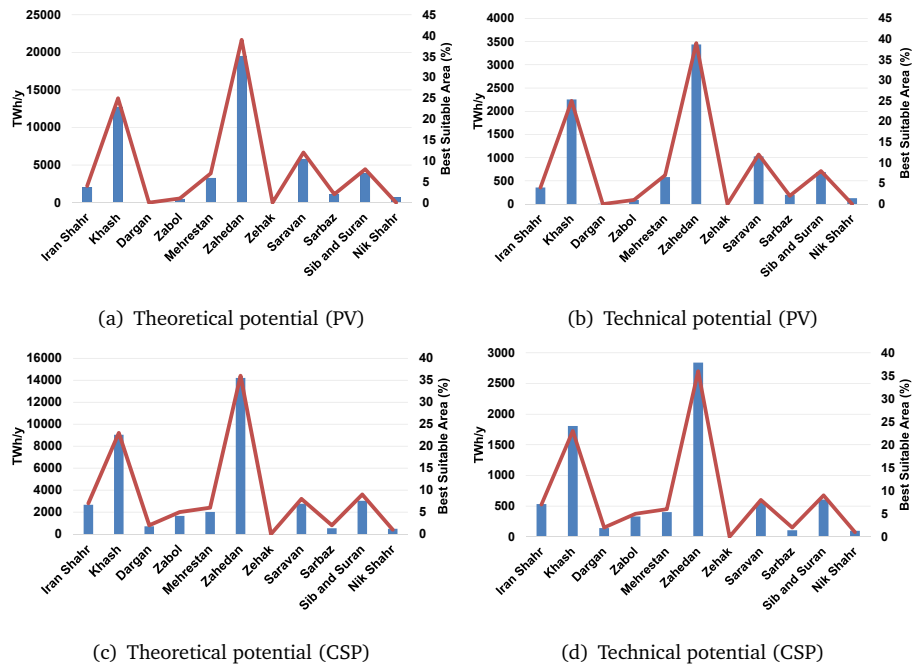 25000
20000
15000
10000
5000
0
TWh/y
45
40
35
30
25
20
15
10
5
0
Best Suitable Area (%)
Iran Shahr
Khash
Dargan
Zabol
Mehrestan
Zahedan
Zehak
Saravan
Sarbaz
Sib and Suran
Nik Shahr
(a) Theoretical potential (PV)
4000
3500
3000
2500
2000
1500
1000
500
0
TWh/y
45
40
35
30
25
20
15
10
5
0
Best Suitable Area (%)
Iran Shahr
Khash
Dargan
Zabol
Mehrestan
Zahedan
Zehak
Saravan
Sarbaz
Sib and Suran
Nik Shahr
(b) Technical potential (PV)
16000
14000
12000
10000
8000
6000
4000
2000
0
TWh/y
40
35
30
25
20
15
10
5
0
Best Suitable Area (%)
Iran Shahr
Khash
Dargan
Zabol
Mehrestan
Zahedan
Zehak
Saravan
Sarbaz
Sib and Suran
Nik Shahr
(c) Theoretical potential (CSP)
3000
2500
2000
1500
1000
500
0
TWh/y
40
35
30
25
20
15
10
5
0
Best Suitable Area (%)
Iran Shahr
Khash
Dargan
Zabol
Mehrestan
Zahedan
Zehak
Saravan
Sarbaz
Sib and Suran
Nik Shahr
(d) Technical potential (CSP)